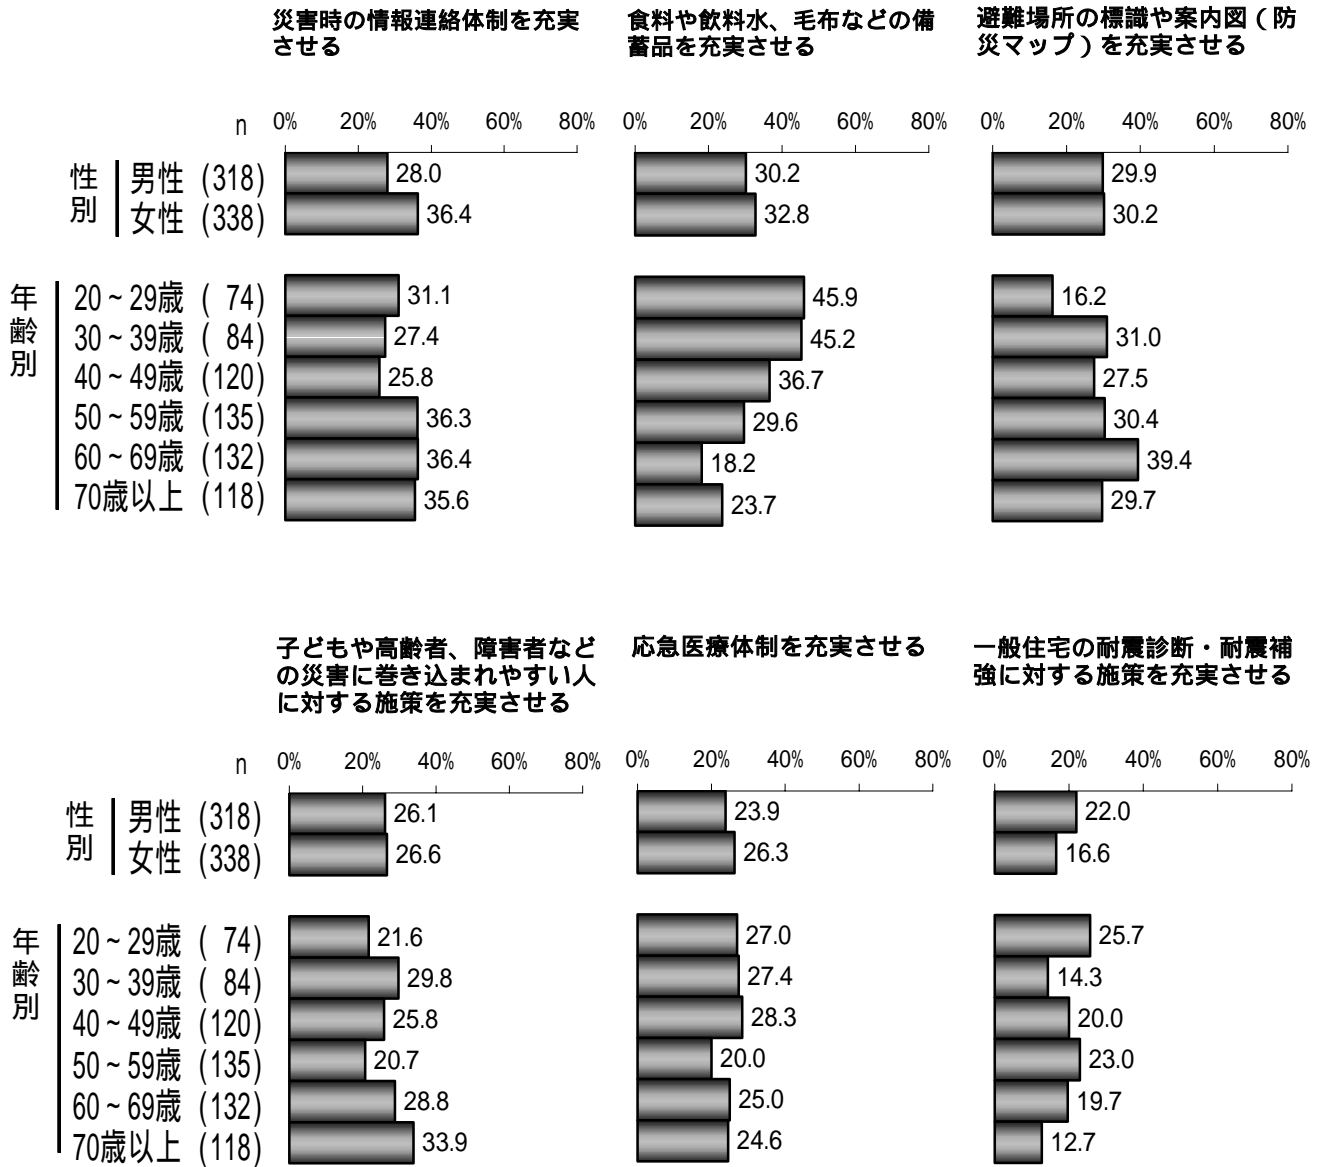 災害時の情報連絡体制を充実
させる
食料や飲料水、毛布などの備
蓄品を充実させる
避難場所の標識や案内図（防
災マップ）を充実させる
n 0% 20% 40% 60% 80% 0% 20% 40% 60% 80% 0% 20% 40% 60% 80%
性別
男性 (318) 28.0 30.2 29.9
女性 (338) 36.4 32.8 30.2
年齢別
20～29歳 ( 74) 31.1 45.9 16.2
30～39歳 ( 84) 27.4 45.2 31.0
40～49歳 (120) 25.8 36.7 27.5
50～59歳 (135) 36.3 29.6 30.4
60～69歳 (132) 36.4 18.2 39.4
70歳以上 (118) 35.6 23.7 29.7
子どもや高齢者、障害者など
の災害に巻き込まれやすい人
に対する施策を充実させる
応急医療体制を充実させる
一般住宅の耐震診断・耐震補
強に対する施策を充実させる
n 0% 20% 40% 60% 80% 0% 20% 40% 60% 80% 0% 20% 40% 60% 80%
性別
男性 (318) 26.1 23.9 22.0
女性 (338) 26.6 26.3 16.6
年齢別
20～29歳 ( 74) 21.6 27.0 25.7
30～39歳 ( 84) 29.8 27.4 14.3
40～49歳 (120) 25.8 28.3 20.0
50～59歳 (135) 20.7 20.0 23.0
60～69歳 (132) 28.8 25.0 19.7
70歳以上 (118) 33.9 24.6 12.7